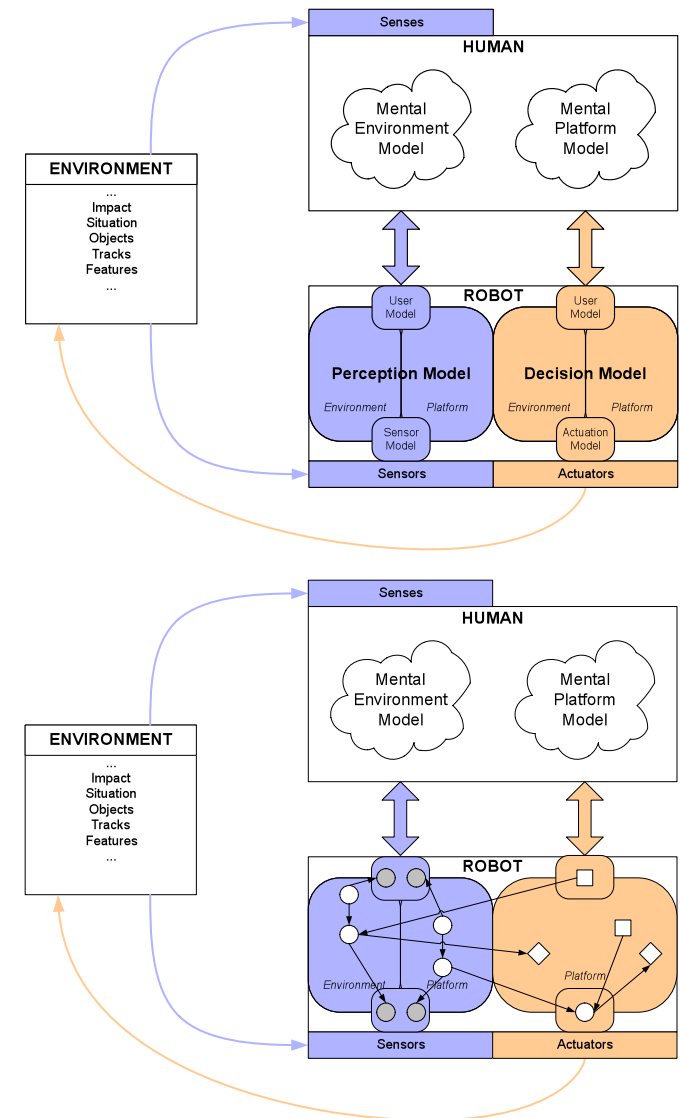 Senses
HUMAN
Mental
Environment
Model
Mental
Platform
Model
ENVIRONMENT
...
Impact
Situation
Objects
Tracks
Features
...
ROBOT
User
Model
User
Model
Perception Model
Decision Model
Environment
Platform
Environment
Platform
Sensor
Model
Actuation
Model
Sensors
Actuators
Senses
HUMAN
Mental
Environment
Model
Mental
Platform
Model
ENVIRONMENT
...
Impact
Situation
Objects
Tracks
Features
...
ROBOT
Environment
Platform
Platform
Sensors
Actuators